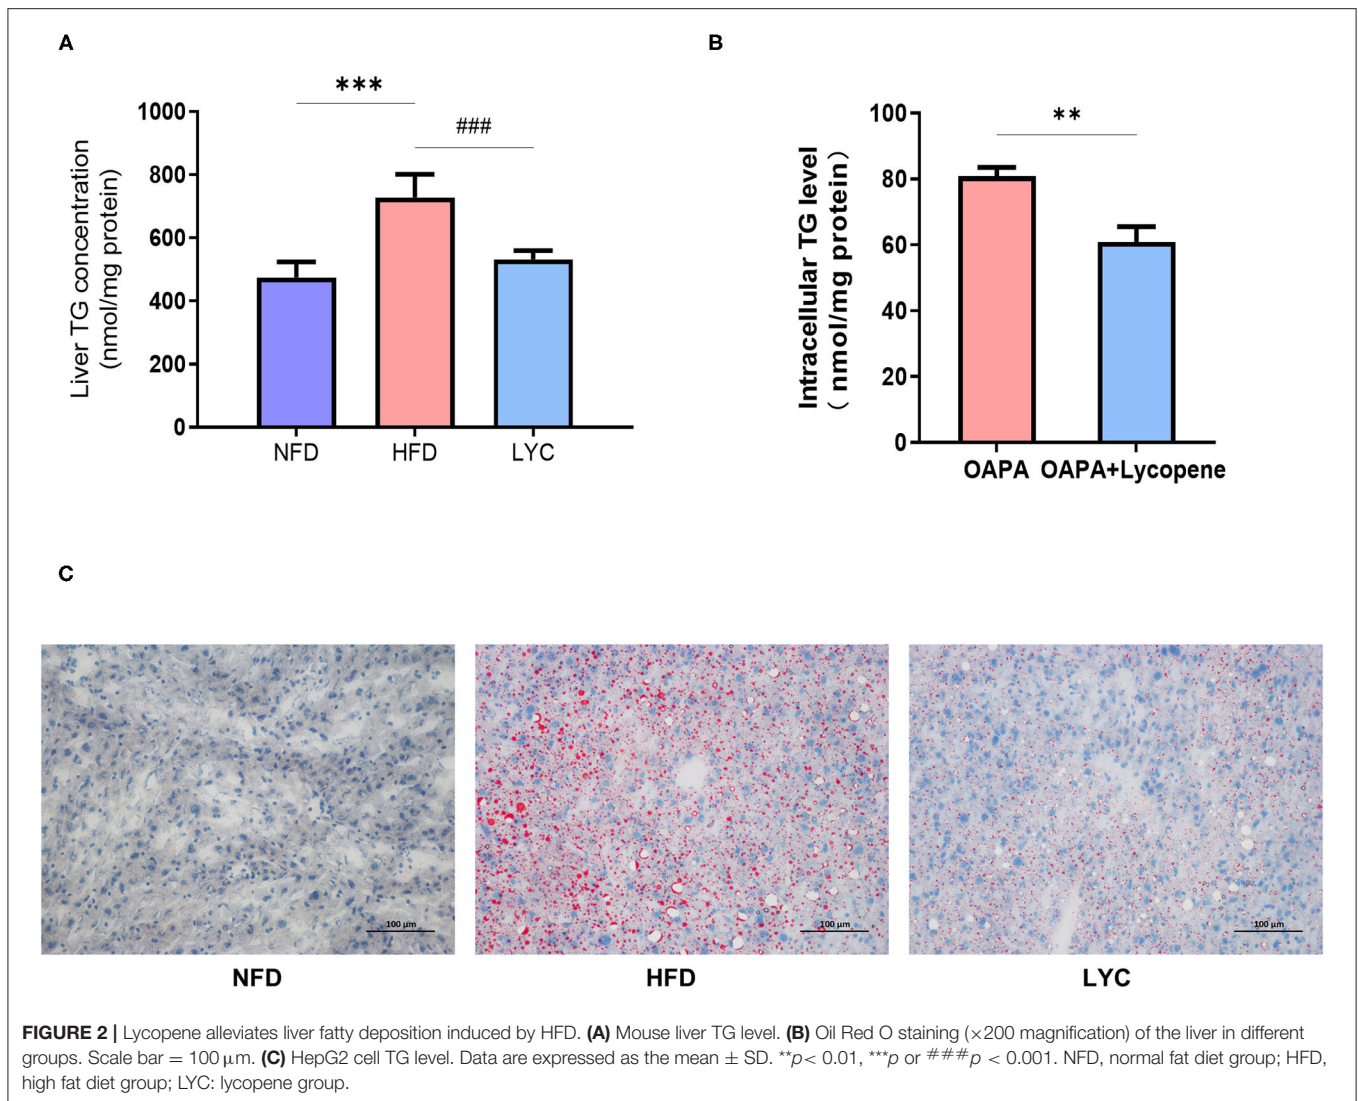 A
***
###
1000
800
600
400
200
0
Liver TG concentration
(nmol/mg protein)
NFD HFD LYC
B
**
100
80
60
40
20
0
Intracellular TG level
( nmol/mg protein)
OAPA OAPA+Lycopene
C
100 µm
100 µm
100 µm
NFD HFD LYC
FIGURE 2 | Lycopene alleviates liver fatty deposition induced by HFD. (A) Mouse liver TG level. (B) Oil Red O staining (×200 magnification) of the liver in different
groups. Scale bar = 100 µm. (C) HepG2 cell TG level. Data are expressed as the mean ± SD. **p< 0.01, ***p or ###p < 0.001. NFD, normal fat diet group; HFD,
high fat diet group; LYC: lycopene group.